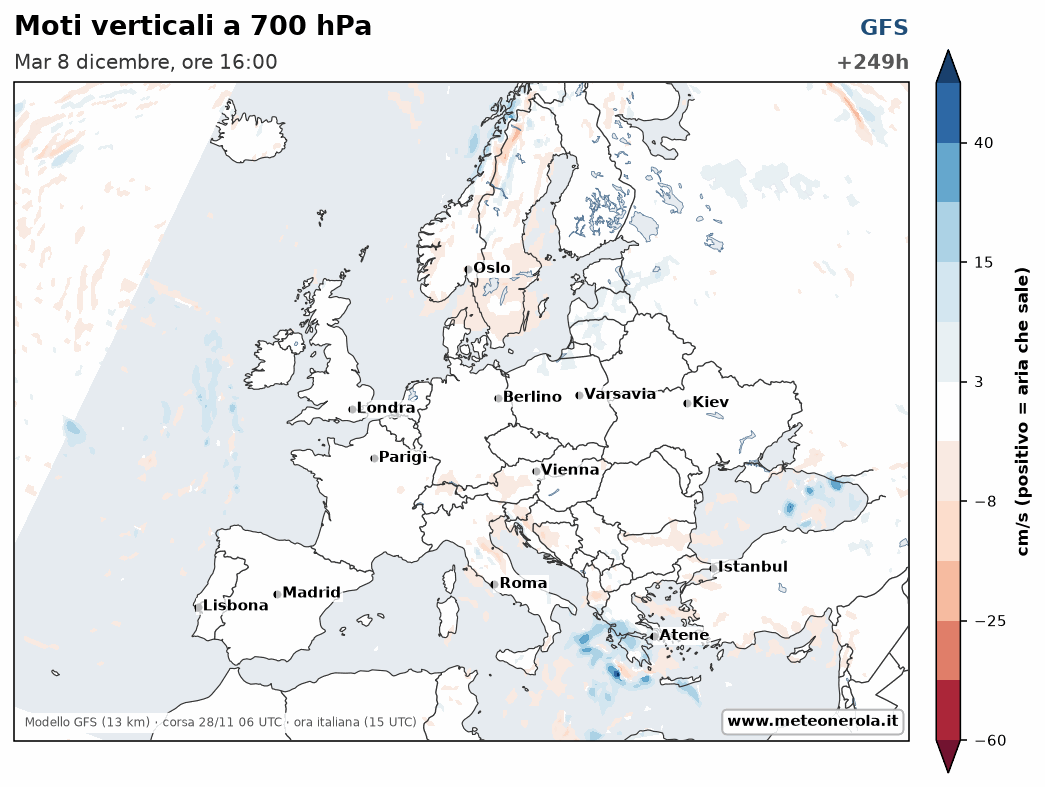 Moti verticali a 700 hPa
GFS
Mar 8 dicembre, ore 16:00
+249h
40
15
3
−8
−25
−60
cm/s (positivo = aria che sale)
Oslo
Berlino
Varsavia
Kiev
Londra
Parigi
Vienna
Istanbul
Roma
Madrid
Lisbona
Atene
Modello GFS (13 km) · corsa 28/11 06 UTC · ora italiana (15 UTC)
www.meteonerola.it